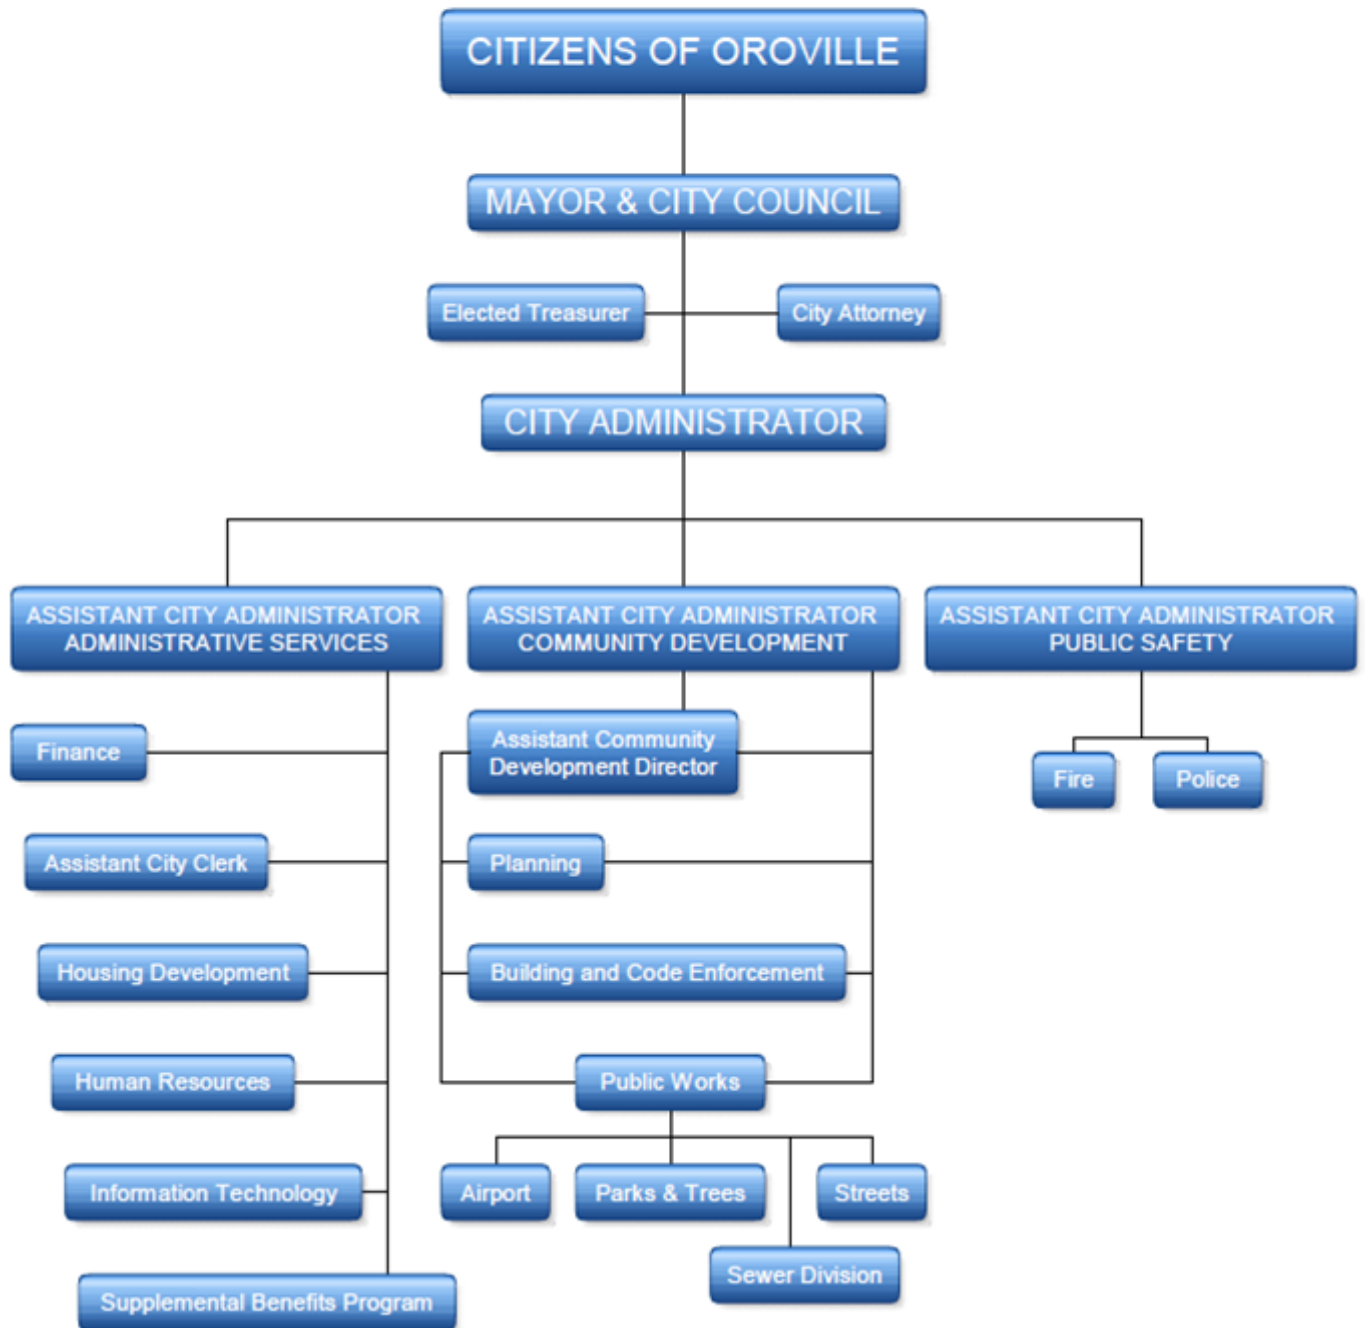 CITIZENS OF OROVILLE
MAYOR & CITY COUNCIL
Elected Treasurer
City Attorney
CITY ADMINISTRATOR
ASSISTANT CITY ADMINISTRATOR
ADMINISTRATIVE SERVICES
ASSISTANT CITY ADMINISTRATOR
COMMUNITY DEVELOPMENT
ASSISTANT CITY ADMINISTRATOR
PUBLIC SAFETY
Finance
Assistant City Clerk
Housing Development
Human Resources
Information Technology
Supplemental Benefits Program
Assistant Community
Development Director
Planning
Building and Code Enforcement
Public Works
Airport
Parks & Trees
Streets
Sewer Division
Fire
Police